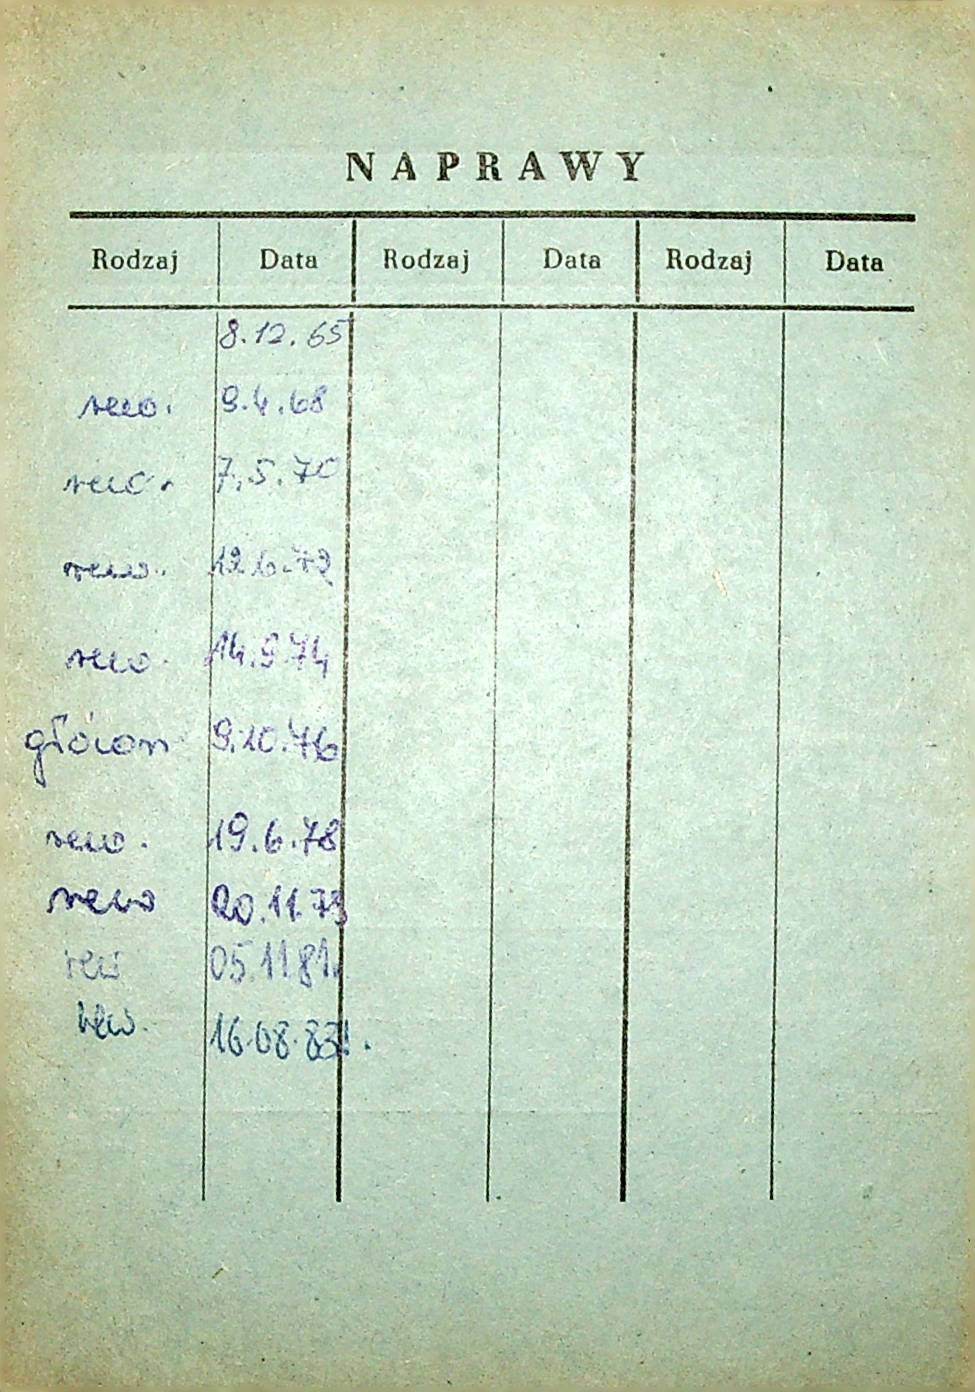 NAPRAWY
Rodzaj Data Rodzaj Data Rodzaj Data
8.12.65
rew. 9.4.68
rew. 7.5.70
rew. 12.6.72
rew. 14.9.74
9.10.76
rew. 19.6.78
rew 20.11.79
rew 05.11.81.
rew. 16.08.83